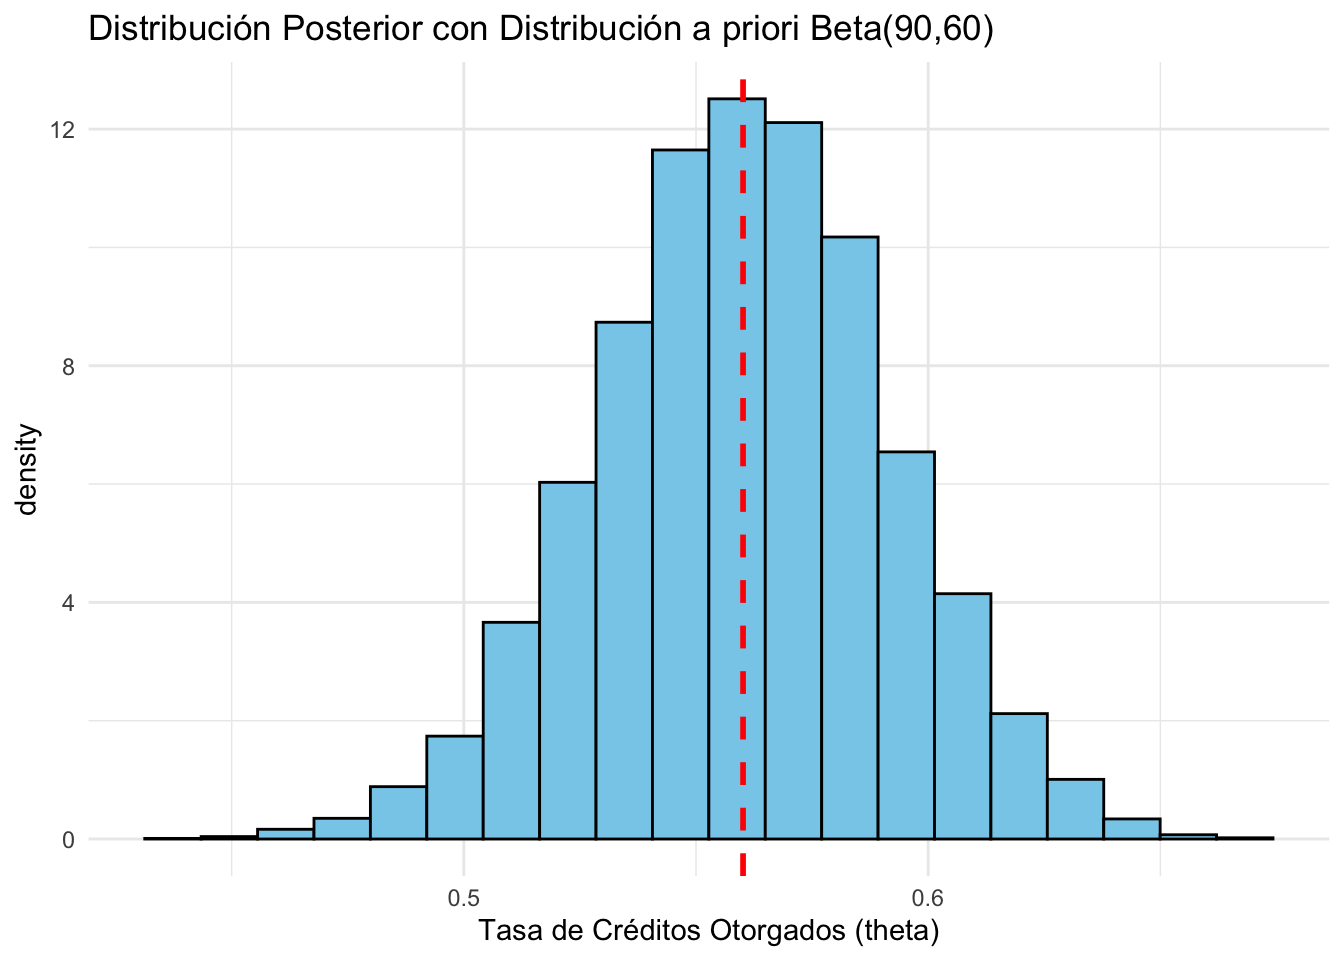 Distribución Posterior con Distribución a priori Beta(90,60)
12
8
4
0
density
0.5
0.6
Tasa de Créditos Otorgados (theta)